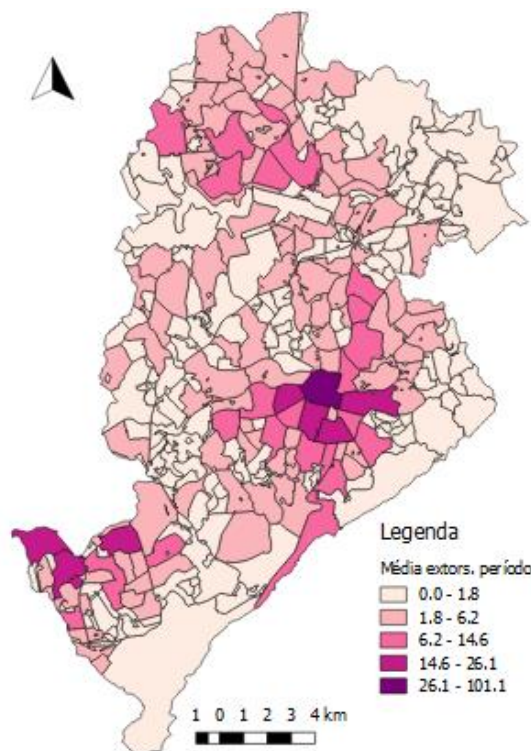 Legenda
Média extors. período
0.0 - 1.8
1.8 - 6.2
6.2 - 14.6
14.6 - 26.1
26.1 - 101.1
1 0 1 2 3 4 km